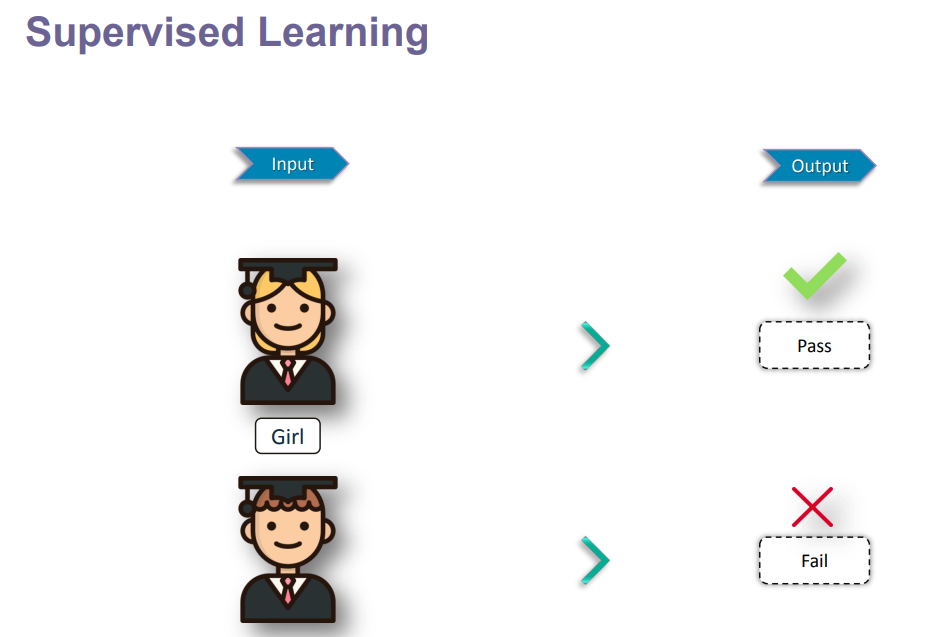 Supervised Learning
Input
Output
Pass
Girl
Fail